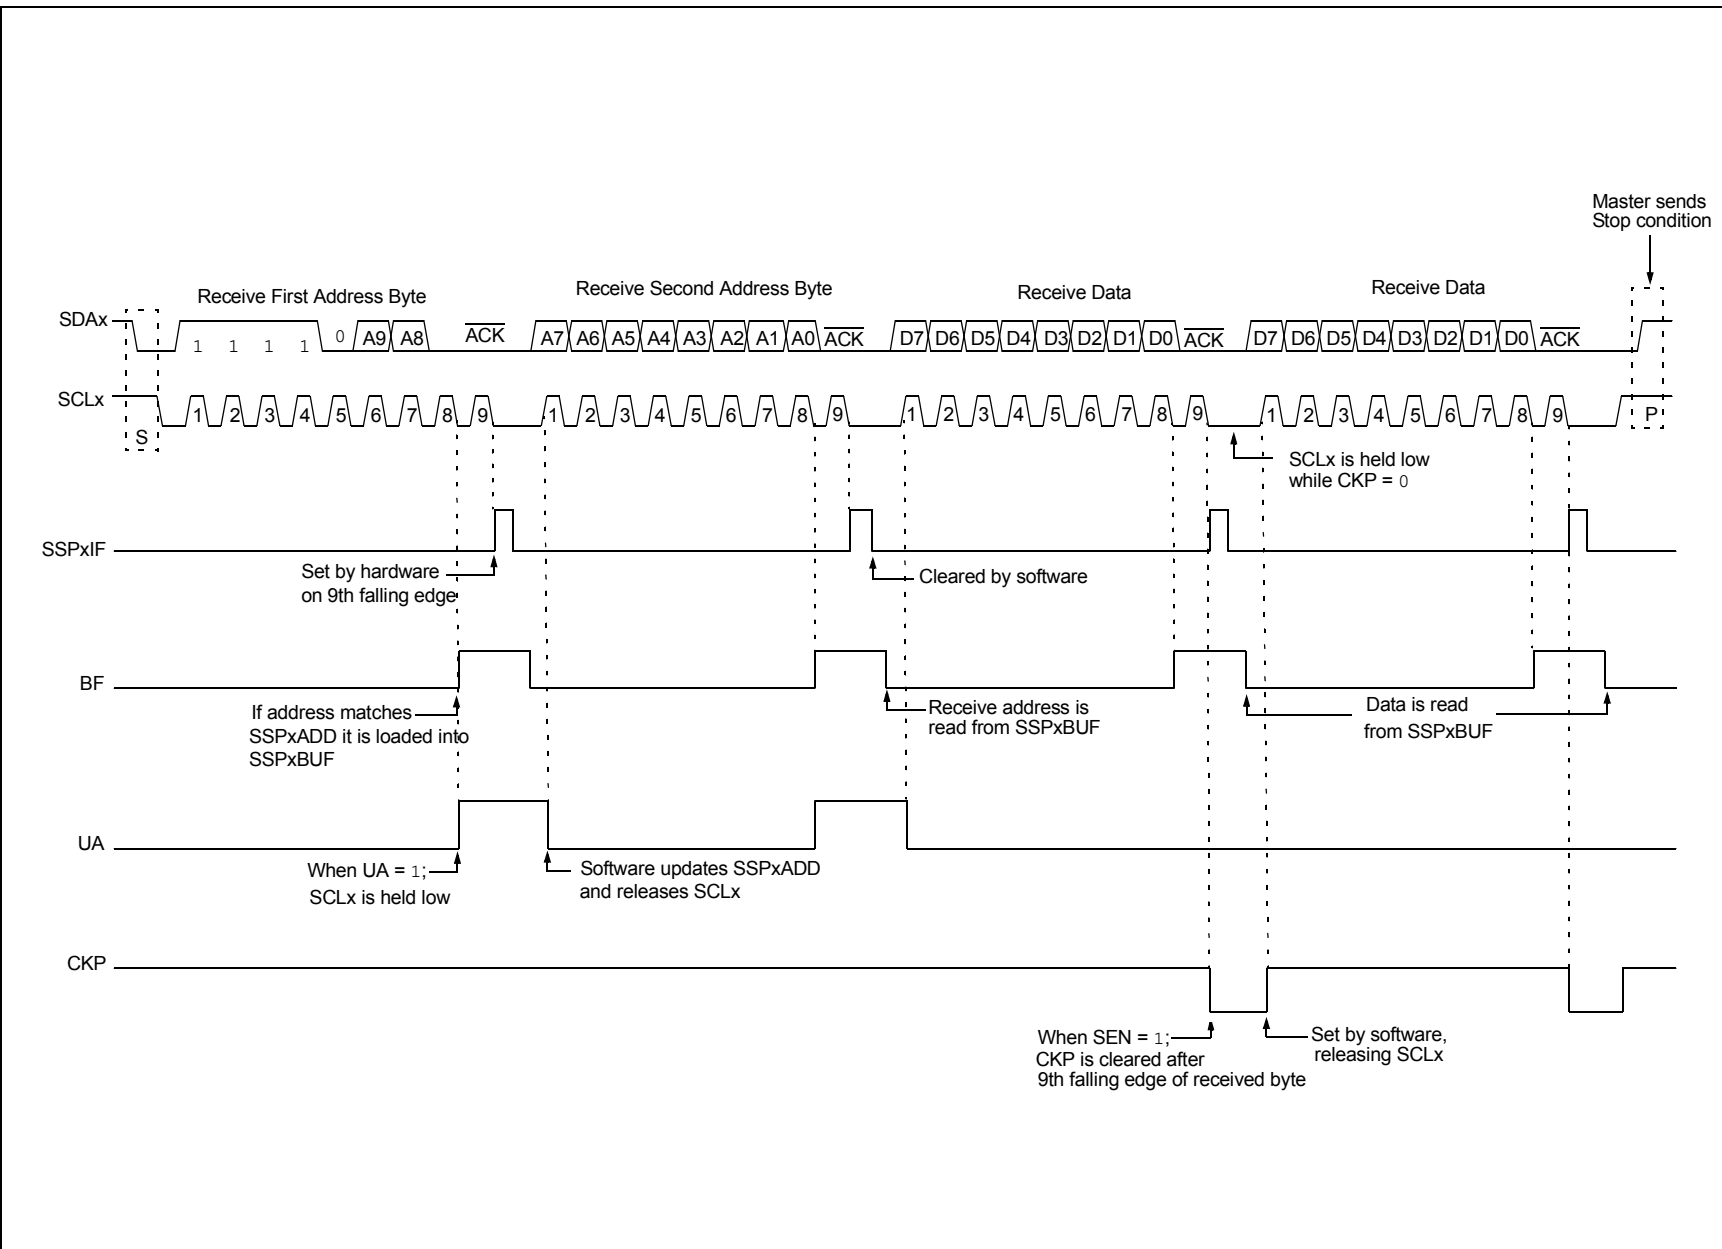 Master sends
Stop condition
Receive First Address Byte
Receive Second Address Byte
Receive Data
Receive Data
SDAx
1 1 1 1 0 A9 A8 ACK A7 A6 A5 A4 A3 A2 A1 A0 ACK D7 D6 D5 D4 D3 D2 D1 D0 ACK D7 D6 D5 D4 D3 D2 D1 D0 ACK
SCLx
S 1 2 3 4 5 6 7 8 9 1 2 3 4 5 6 7 8 9 1 2 3 4 5 6 7 8 9 1 2 3 4 5 6 7 8 9 P
SCLx is held low
while CKP = 0
SSPxIF
Set by hardware
on 9th falling edge
Cleared by software
BF
If address matches
SSPxADD it is loaded into
SSPxBUF
Receive address is
read from SSPxBUF
Data is read
from SSPxBUF
UA
When UA = 1;
SCLx is held low
Software updates SSPxADD
and releases SCLx
CKP
When SEN = 1;
CKP is cleared after
9th falling edge of received byte
Set by software,
releasing SCLx